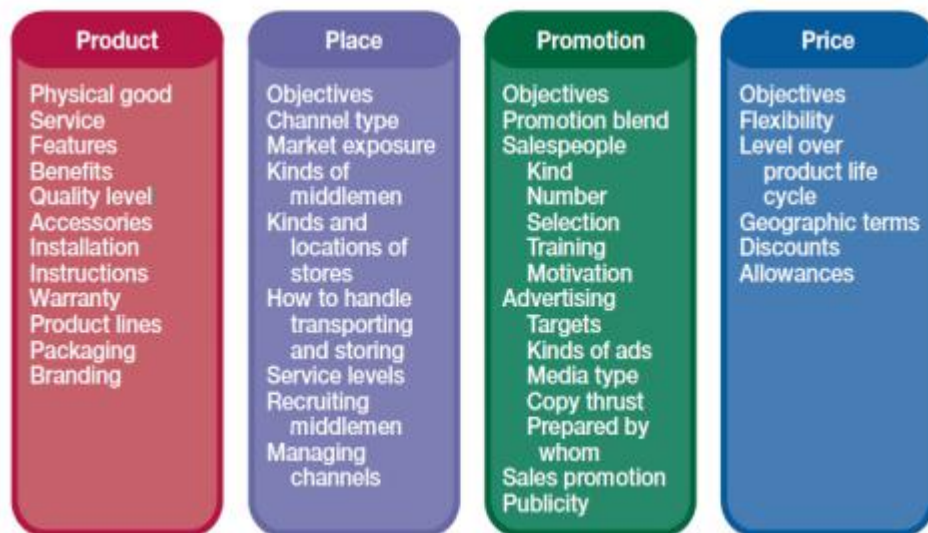 Product
Physical good
Service
Features
Benefits
Quality level
Accessories
Installation
Instructions
Warranty
Product lines
Packaging
Branding
Place
Objectives
Channel type
Market exposure
Kinds of
middlemen
Kinds and
locations of
stores
How to handle
transporting
and storing
Service levels
Recruiting
middlemen
Managing
channels
Promotion
Objectives
Promotion blend
Salespeople
Kind
Number
Selection
Training
Motivation
Advertising
Targets
Kinds of ads
Media type
Copy thrust
Prepared by
whom
Sales promotion
Publicity
Price
Objectives
Flexibility
Level over
product life
cycle
Geographic terms
Discounts
Allowances